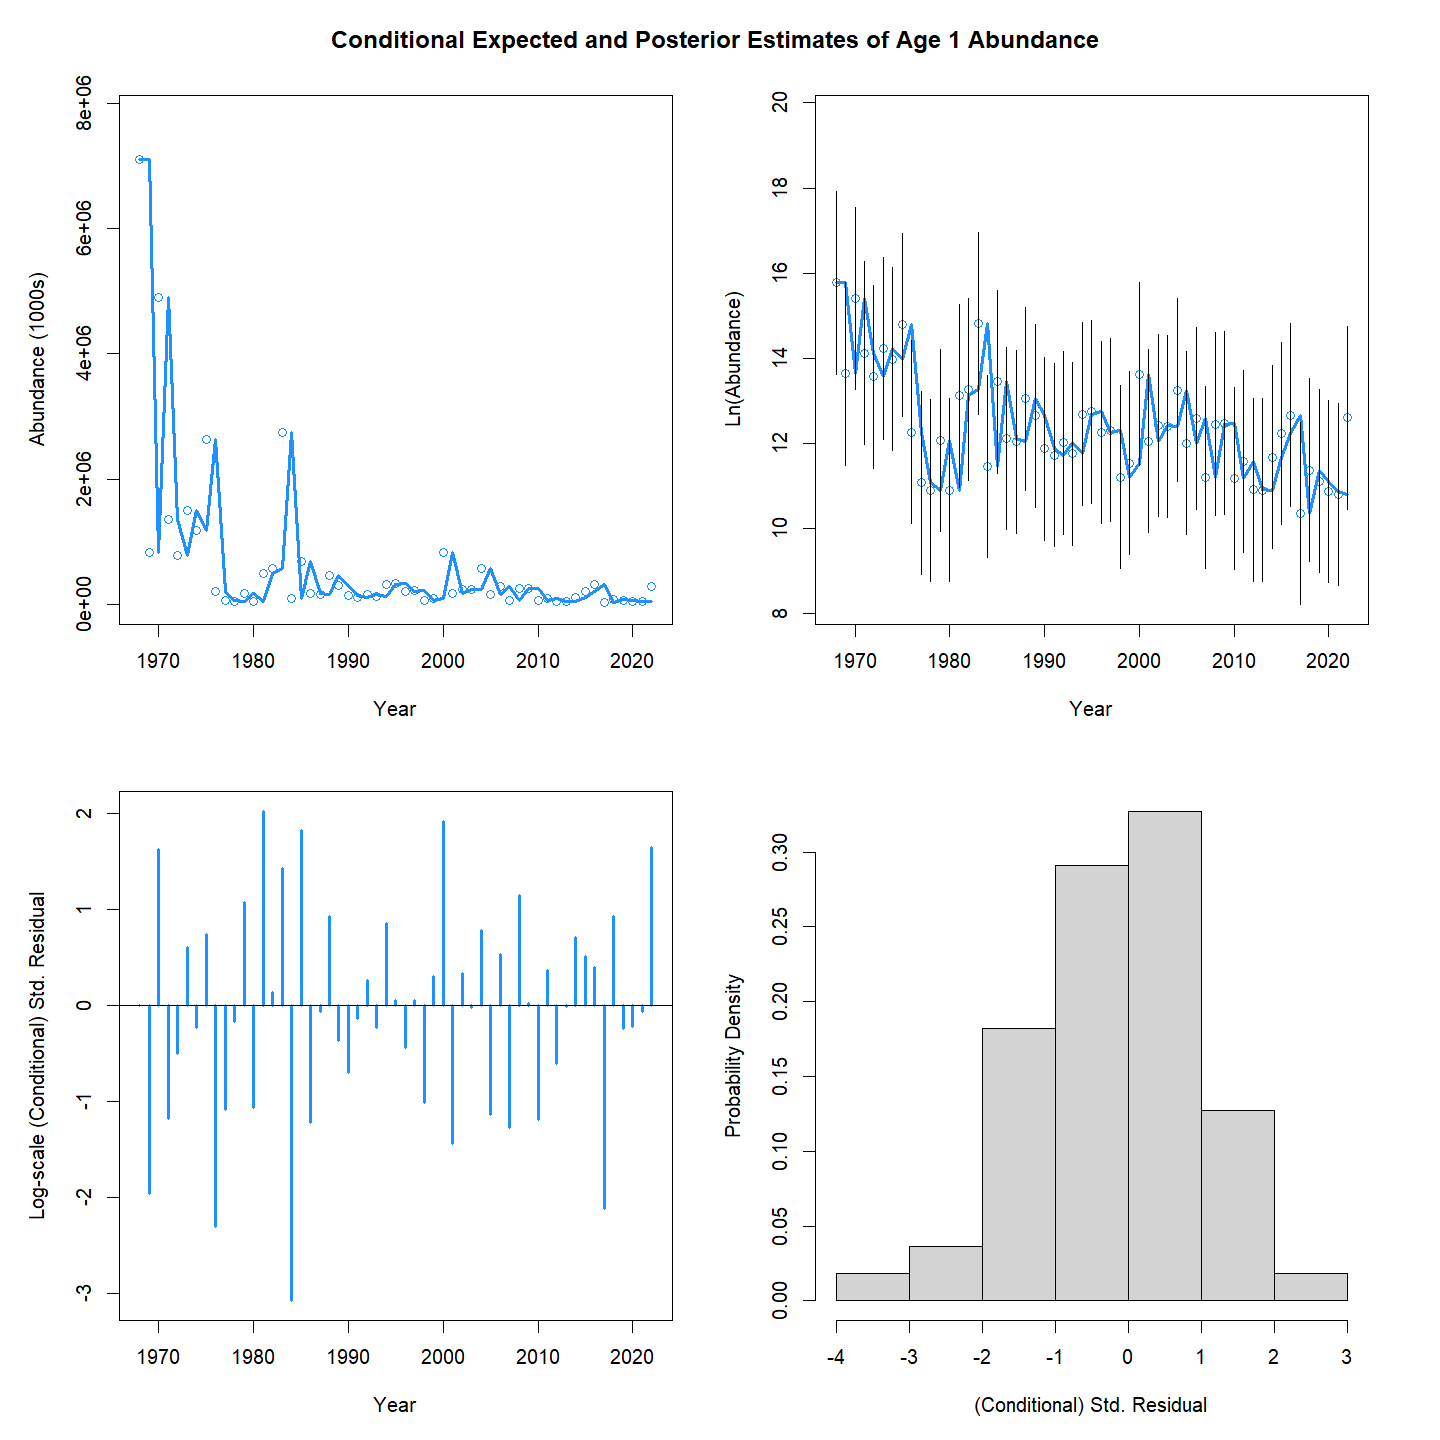 Conditional Expected and Posterior Estimates of Age 1 Abundance
Abundance (1000s)
8e+06
6e+06
4e+06
2e+06
0e+00
1970 1980 1990 2000 2010 2020
Year
Ln(Abundance)
20
18
16
14
12
10
8
1970 1980 1990 2000 2010 2020
Year
Log-scale (Conditional) Std. Residual
2
1
0
-1
-2
-3
1970 1980 1990 2000 2010 2020
Year
Probability Density
0.30
0.25
0.20
0.15
0.10
0.05
0.00
-4 -3 -2 -1 0 1 2 3
(Conditional) Std. Residual